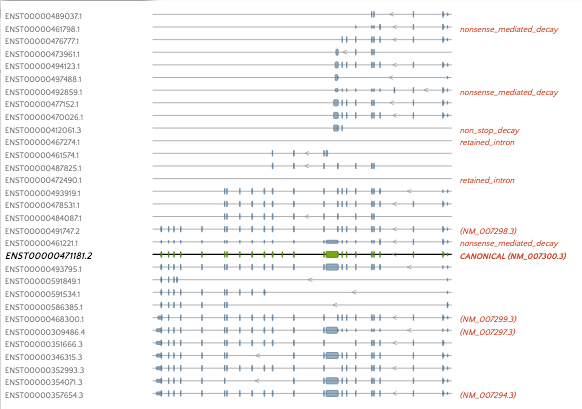 ENST00000489037.1
ENST00000461798.1 nonsense_mediated_decay
ENST00000476777.1
ENST00000473961.1
ENST00000494123.1
ENST00000497488.1
ENST00000492859.1 nonsense_mediated_decay
ENST00000477152.1
ENST00000470026.1
ENST00000412061.3 non_stop_decay
ENST00000467274.1 retained_intron
ENST00000461574.1
ENST00000487825.1
ENST00000472490.1 retained_intron
ENST00000493919.1
ENST00000478531.1
ENST00000484087.1
ENST00000491747.2 (NM_007298.3)
ENST00000461221.1 nonsense_mediated_decay
ENST00000471181.2 CANONICAL (NM_007300.3)
ENST00000493795.1
ENST00000591849.1
ENST00000591534.1
ENST00000586385.1
ENST00000468300.1 (NM_007299.3)
ENST00000309486.4 (NM_007297.3)
ENST00000351666.3
ENST00000346315.3
ENST00000352993.3
ENST00000354071.3
ENST00000357654.3 (NM_007294.3)